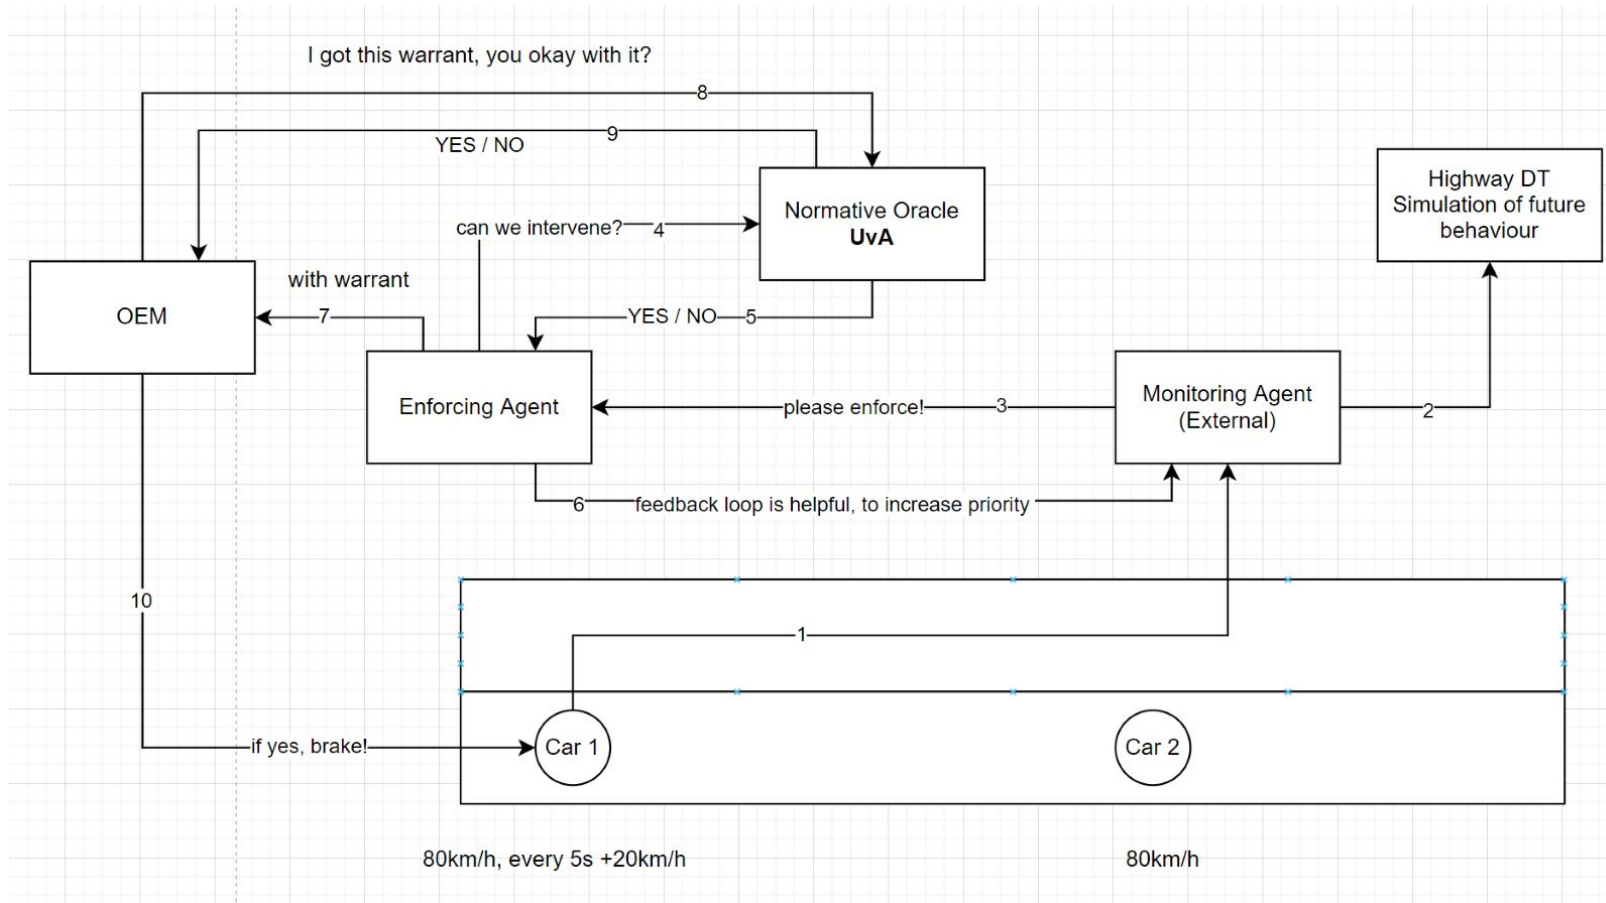 I got this warrant, you okay with it?
8
9
YES / NO
Highway DT
Simulation of future
behaviour
Normative Oracle
UvA
can we intervene?
4
with warrant
OEM
7
YES / NO
5
Enforcing Agent
please enforce!
3
Monitoring Agent
(External)
2
6
feedback loop is helpful, to increase priority
10
1
if yes, brake!
Car 1
Car 2
80km/h, every 5s +20km/h
80km/h